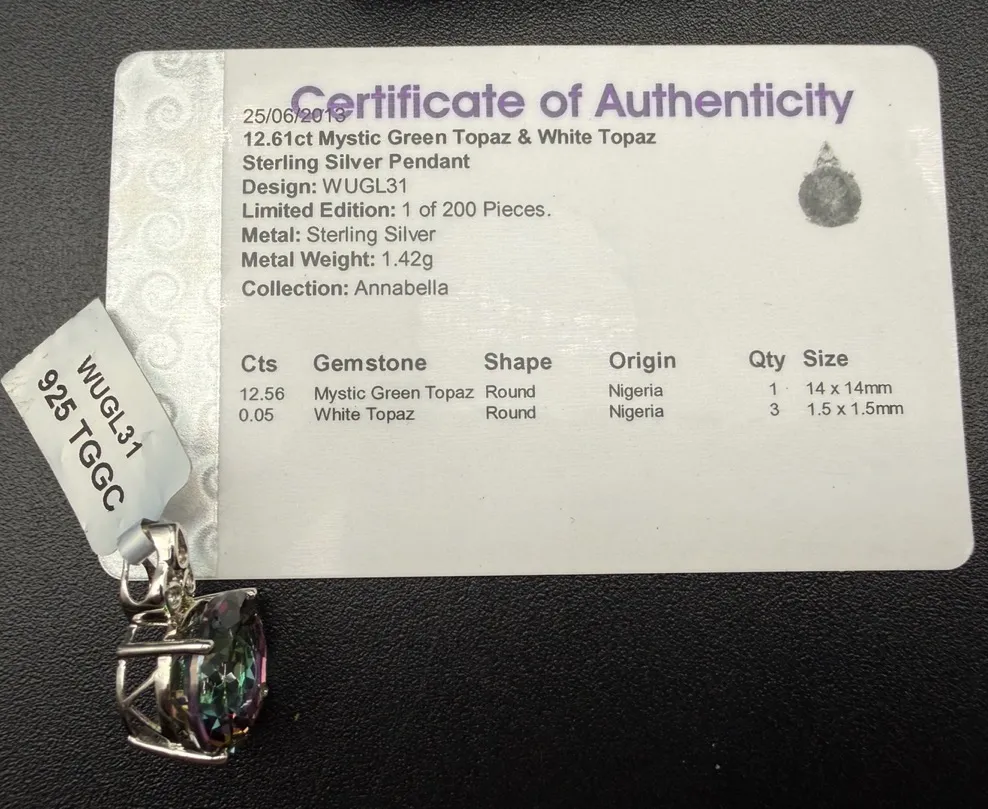 Certificate of Authenticity
25/06/2013
12.61ct Mystic Green Topaz & White Topaz
Sterling Silver Pendant
Design: WUGL31
Limited Edition: 1 of 200 Pieces.
Metal: Sterling Silver
Metal Weight: 1.42g
Collection: Annabella
Cts Gemstone Shape Origin Qty Size
12.56 Mystic Green Topaz Round Nigeria 1 14 x 14mm
0.05 White Topaz Round Nigeria 3 1.5 x 1.5mm
WUGL31
925 TGGC